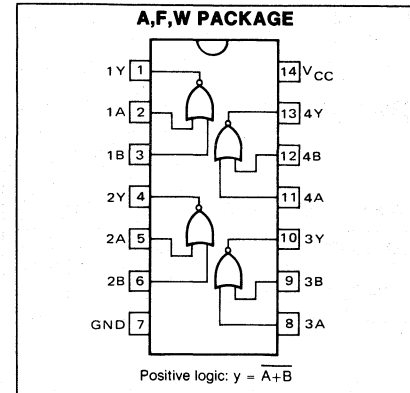 A,F,W PACKAGE
1Y 1 14 VCC
1A 2 13 4Y
1B 3 12 4B
2Y 4 11 4A
2A 5 10 3Y
2B 6 9 3B
GND 7 8 3A
Positive logic: y = A+B